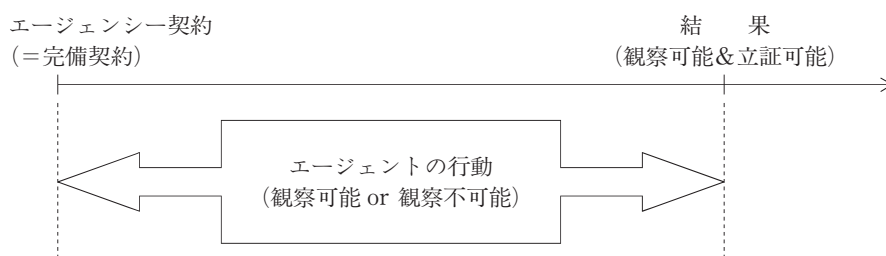 エージェンシー契約
(=完備契約)
結　果
(観察可能&立証可能)
エージェントの行動
(観察可能 or 観察不可能)